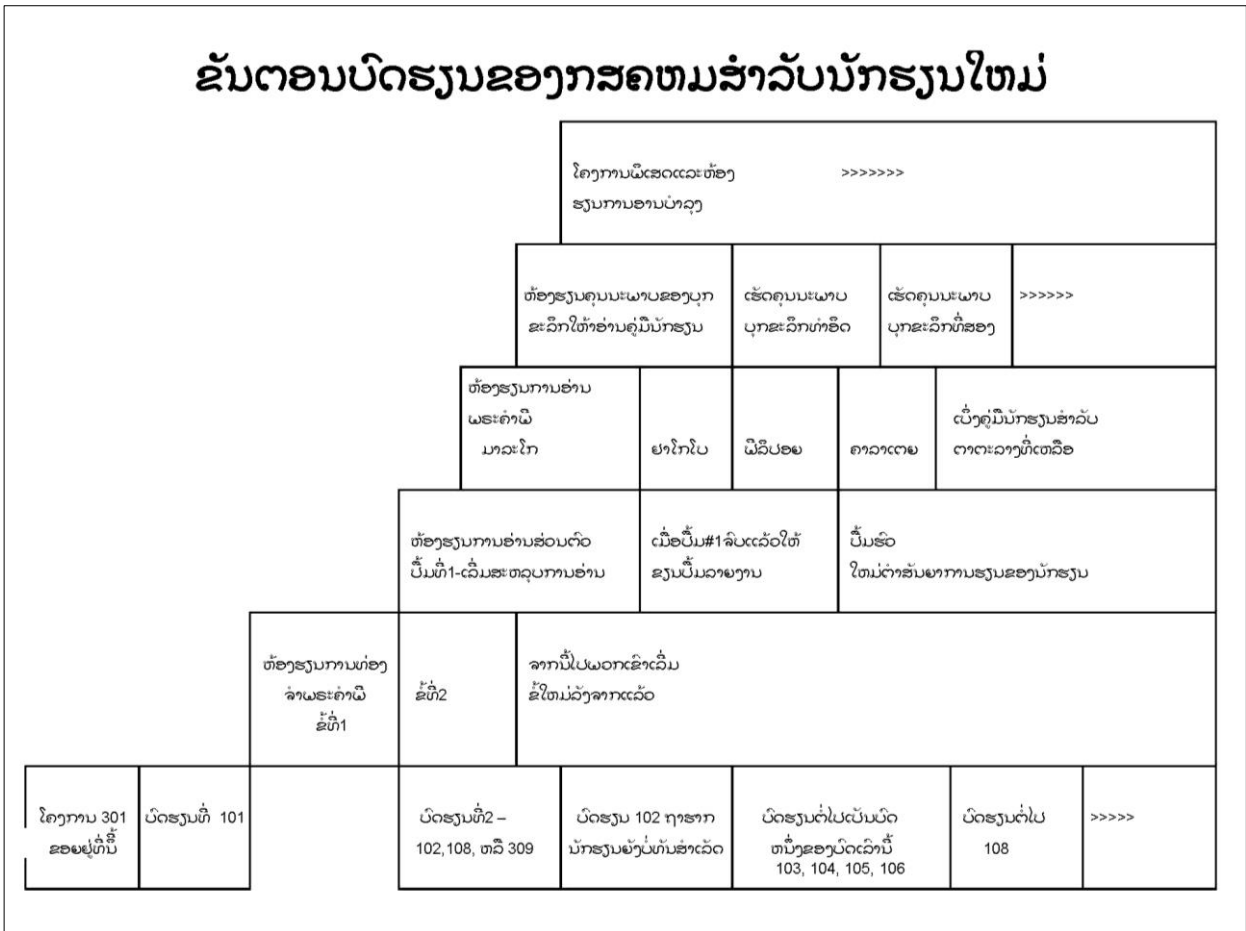 ຂັ້ນຕອນບົດຮຽນຂອງກສຄຫມສຳລັບນັກຮຽນໃຫມ່
ໂຄງການພິເສດແລະຫ້ອງ
ຮຽນການອານບຳລຸງ
>>>>>>>
ຫ້ອງຮຽນຄຸນນະພາບຂອງບຸກ
ຂະລຶກໃຫ້າອ່ານຄູ່ມືນັກຮຽນ
ເຮັດຄຸນນະພາບ
ບຸກຂະລຶກທຳອິດ
ເຮັດຄຸນນະພາບ
ບຸກຂະລຶກທີ່ສອງ
>>>>>>
ຫ້ອງຮຽນການອ່ານ
ພຣະຄຳພີ
ມາລະໂກ
ຢາໂກໂບ
ຟີລິປອຍ
ຄາລາເຕຍ
ເບິ່ງຄູ່ມືນັກຮຽນສຳລັບ
ຕາຕະລາງທີ່ເຫລືອ
ຫ້ອງຮຽນການອ່ານສ່ວນຕົວ
ປື້ມທີ່1-ເລີ່ມສະຫລຸບການອ່ານ
ເມື່ອປື້ມ#1ຈົບແລ້ວໃຫ້
ຂຽນປື້ມລາຍງານ
ປື້ມຮົວ
ໃຫມ່ຕຳສັນຍາການຮຽນຂອງນັກຮຽນ
ຫ້ອງຮຽນການທ່ອງ
ຈຳພຣະຄຳພີ
ຂໍ້ທີ່1
ຂໍ້ທີ່2
ຈາກນີ້ໄປພວກເຂົາເລີ່ມ
ຂໍ້ໃຫມ່ລັງຈາກແລ້ວ
ໂຄງການ 301
ຂອຍຢູ່ທີ່ນີ້
ບົດຮຽນທີ່ 101
ບົດຮຽນທີ່2 –
102,108, ຫລື 309
ບົດຮຽນ 102 ຖາຮາກ
ນັກຮຽນຍັງບໍ່ທັນສຳເລັດ
ບົດຮຽນຕໍ່ໄປເປັນບົດ
ຫນຶ່ງຂອງບົດເລົ່ານີ້
103, 104, 105, 106
ບົດຮຽນຕໍ່ໄປ
108
>>>>>